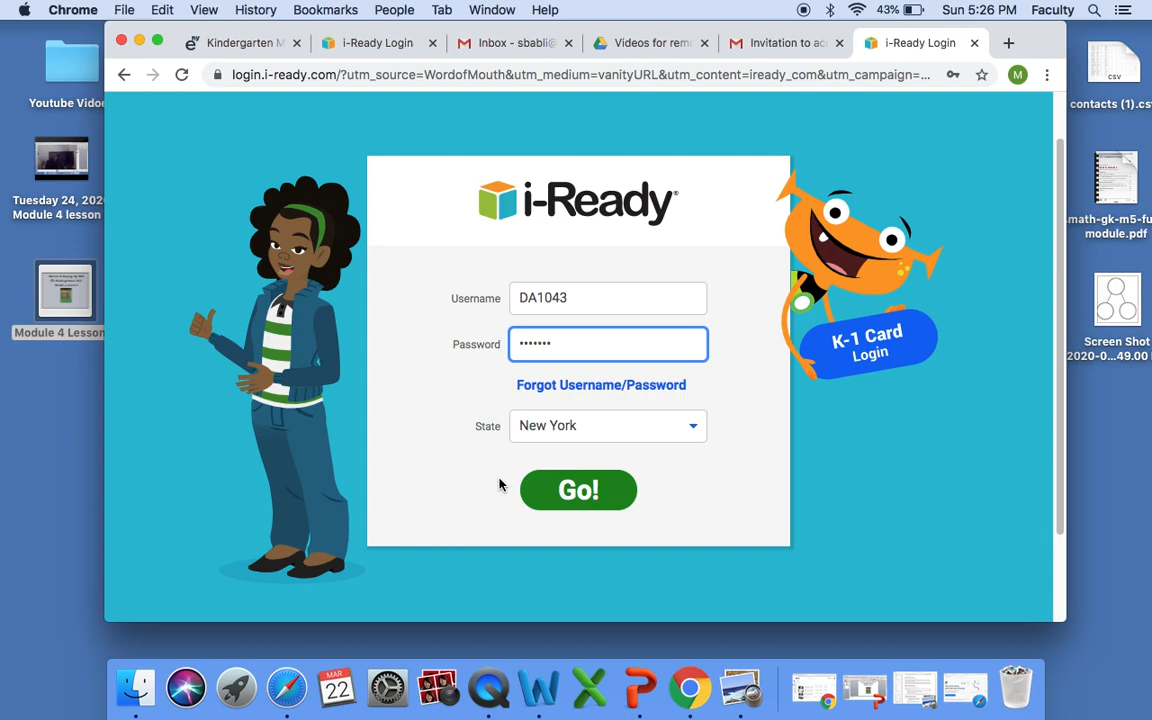 Chrome File Edit View History Bookmarks People Tab Window Help 43% Sun 5:26 PM Faculty
Kindergarten M i-Ready Login Inbox - sbabli@ Videos for rem Invitation to ac i-Ready Login
login.i-ready.com/?utm_source=WordofMouth&utm_medium=vanityURL&utm_content=iready_com&utm_campaign=... M
Youtube Video
Tuesday 24, 202
Module 4 lesson
Module 4 Lesson
i-Ready
Username DA1043
Password •••••••
Forgot Username/Password
State New York
Go!
K-1 Card
Login
csv
contacts (1).cs
math-gk-m5-fu
module.pdf
Screen Shot
2020-0...49.00
MAR
22